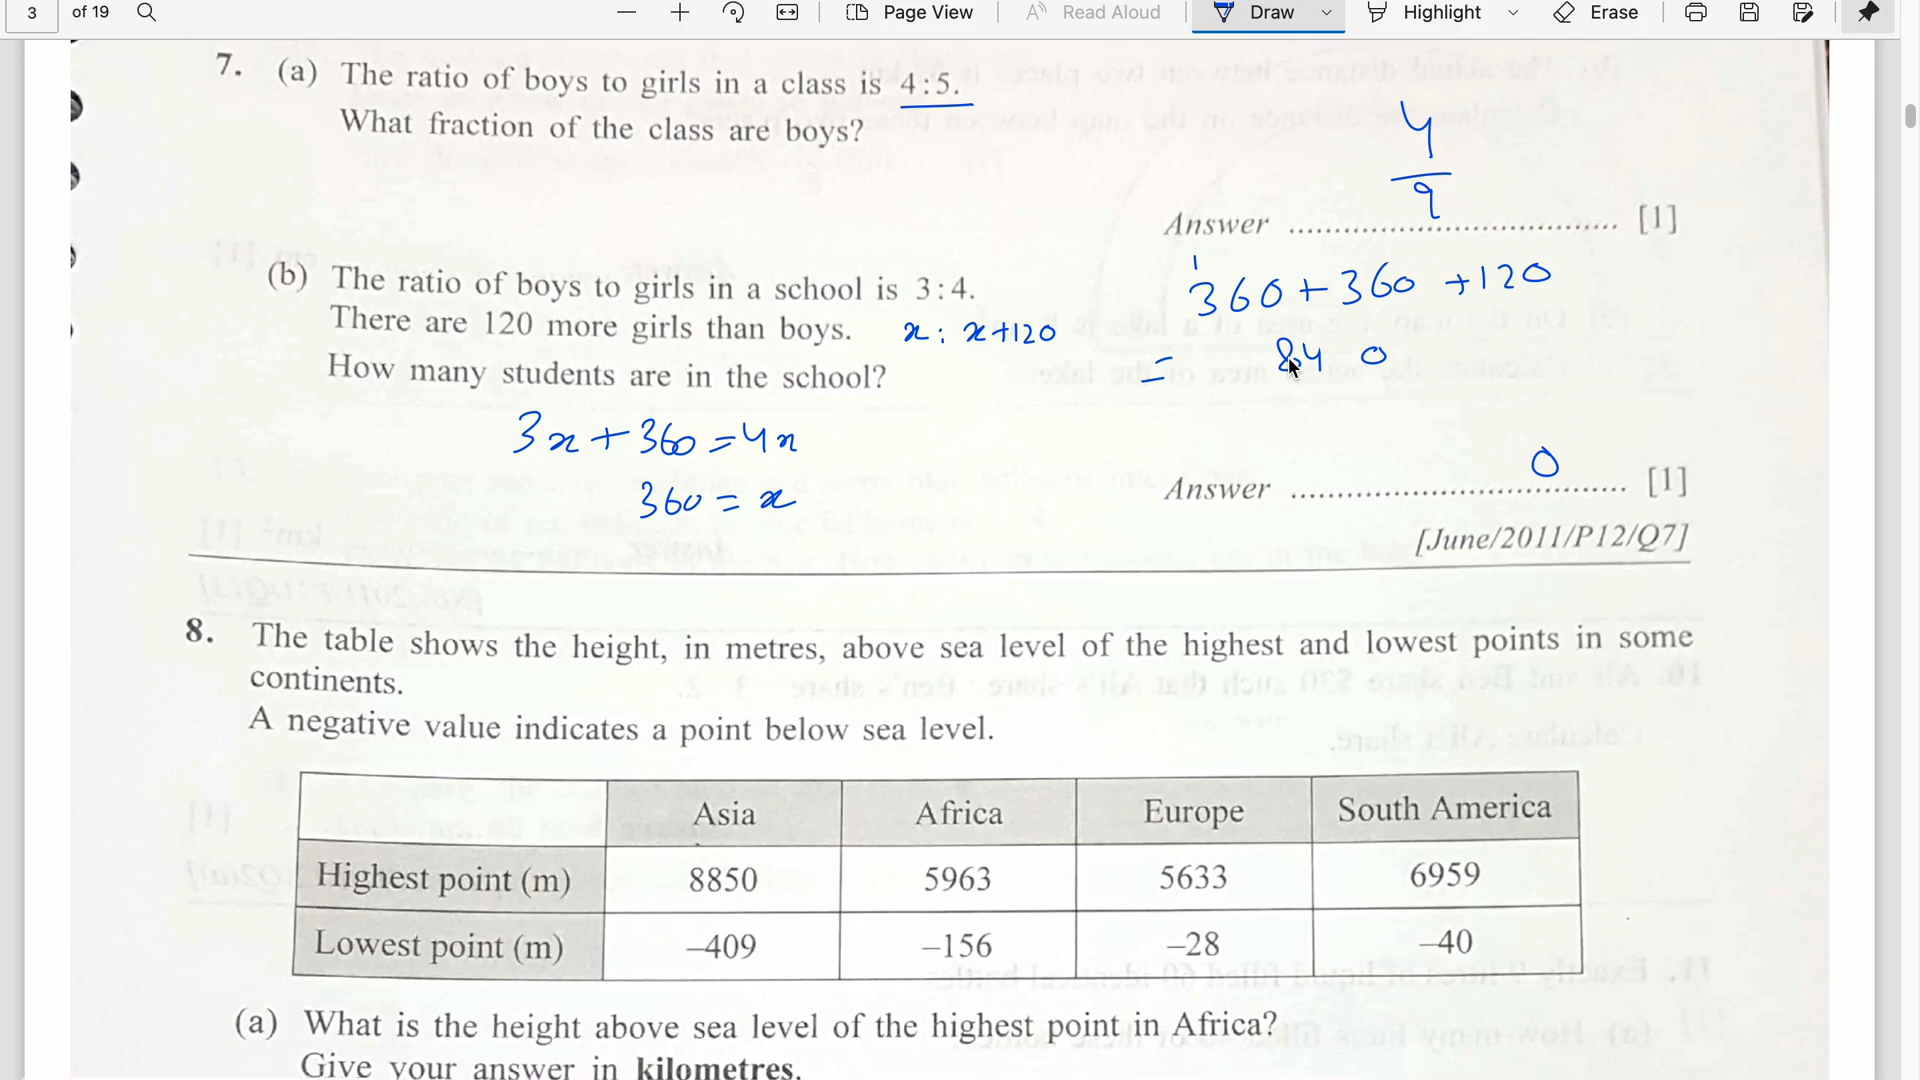 3 of 19 Page View Read Aloud Draw Highlight Erase
7. (a) The ratio of boys to girls in a class is 4 : 5.
What fraction of the class are boys?
4
9
Answer .................................... [1]
(b) The ratio of boys to girls in a school is 3 : 4.
1
360 + 360 + 120
There are 120 more girls than boys. x : x+120
= 84 0
How many students are in the school?
3x + 360 = 4x
360 = x
0
Answer .................................... [1]
[June/2011/P12/Q7]
8. The table shows the height, in metres, above sea level of the highest and lowest points in some
continents.
A negative value indicates a point below sea level.
Asia Africa Europe South America
Highest point (m) 8850 5963 5633 6959
Lowest point (m) –409 –156 –28 –40
(a) What is the height above sea level of the highest point in Africa?
Give your answer in kilometres.